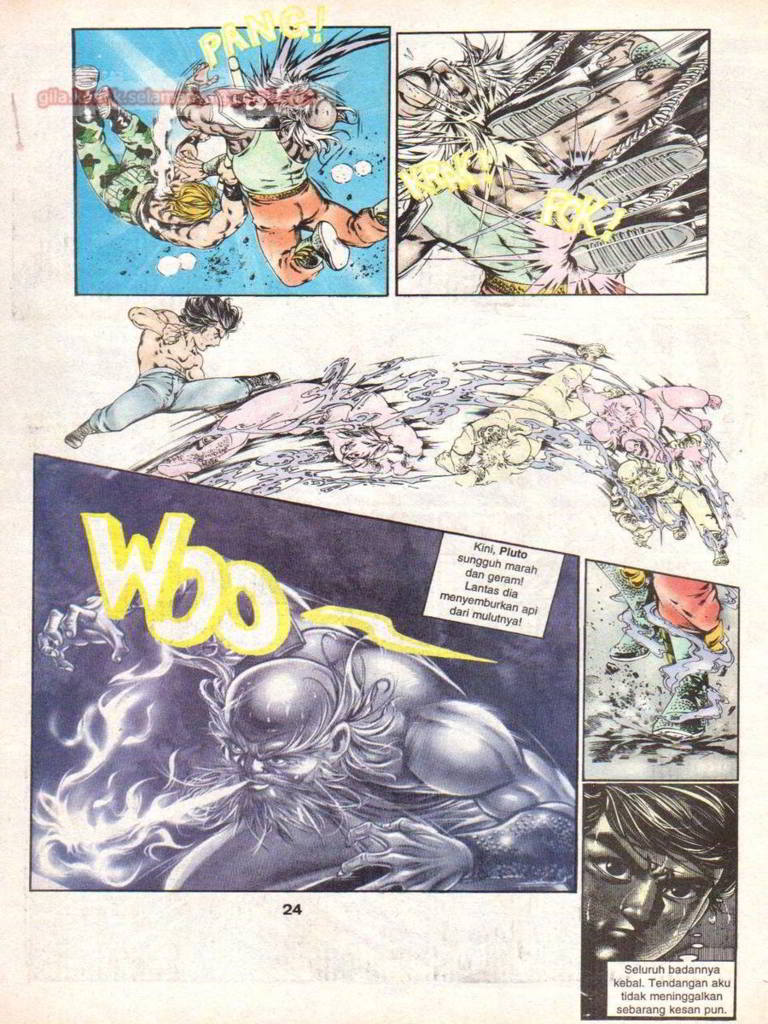 PANG!
KRAK!
POK!
WOO
Kini, Pluto
sungguh marah
dan geram!
Lantas dia
menyemburkan api
dari mulutnya!
24
Seluruh badannya
kebal. Tendangan aku
tidak meninggalkan
sebarang kesan pun.